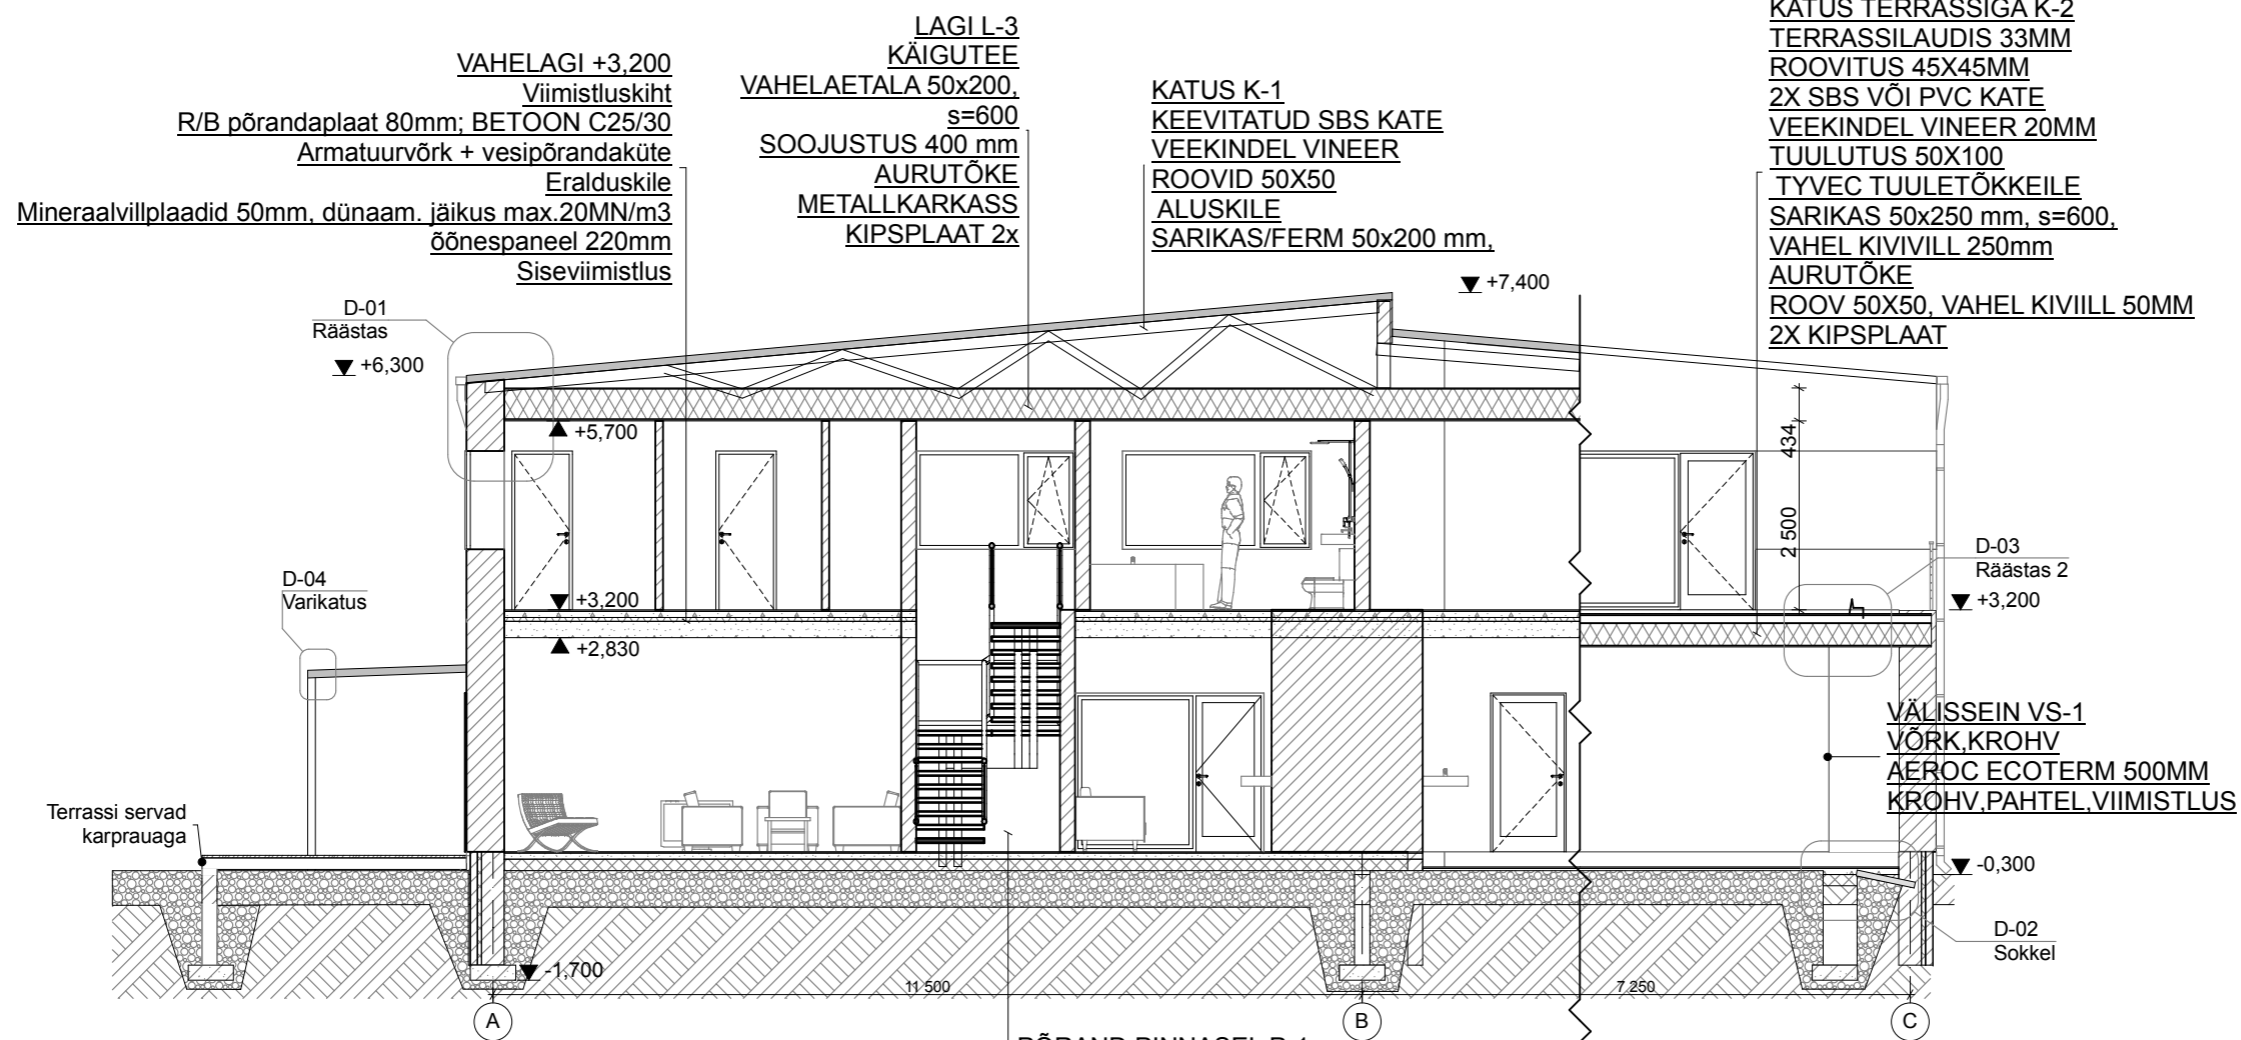 VAHELAGI +3,200
Viimistluskiht
R/B põrandaplaat 80mm; BETOON C25/30
Armatuurvõrk + vesipõrandaküte
Eralduskile
Mineraalvillplaadid 50mm, dünaam. jäikus max.20MN/m3
õõnespaneel 220mm
Siseviimistlus
LAGI L-3
KÄIGUTEE
VAHELAETALA 50x200,
s=600
SOOJUSTUS 400 mm
AURUTÕKE
METALLKARKASS
KIPSPLAAT 2x
KATUS K-1
KEEVITATUD SBS KATE
VEEKINDEL VINEER
ROOVID 50X50
ALUSKILE
SARIKAS/FERM 50x200 mm,
KATUS TERRASSIGA K-2
TERRASSILAUDIS 33MM
ROOVITUS 45X45MM
2X SBS VÕI PVC KATE
VEEKINDEL VINEER 20MM
TUULUTUS 50X100
TYVEC TUULETÕKKEILE
SARIKAS 50x250 mm, s=600,
VAHEL KIVIVILL 250mm
AURUTÕKE
ROOV 50X50, VAHEL KIVIILL 50MM
2X KIPSPLAAT
+7,400
D-01
Räästas
+6,300
+5,700
434
2 500
D-03
Räästas 2
+3,200
D-04
Varikatus
+3,200
+2,830
VÄLISSEIN VS-1
VÕRK,KROHV
AEROC ECOTERM 500MM
KROHV,PAHTEL,VIIMISTLUS
Terrassi servad
karprauaga
-0,300
D-02
Sokkel
-1,700
11 500
7 250
A
B
C
PÕRAND PINNASEL P-1